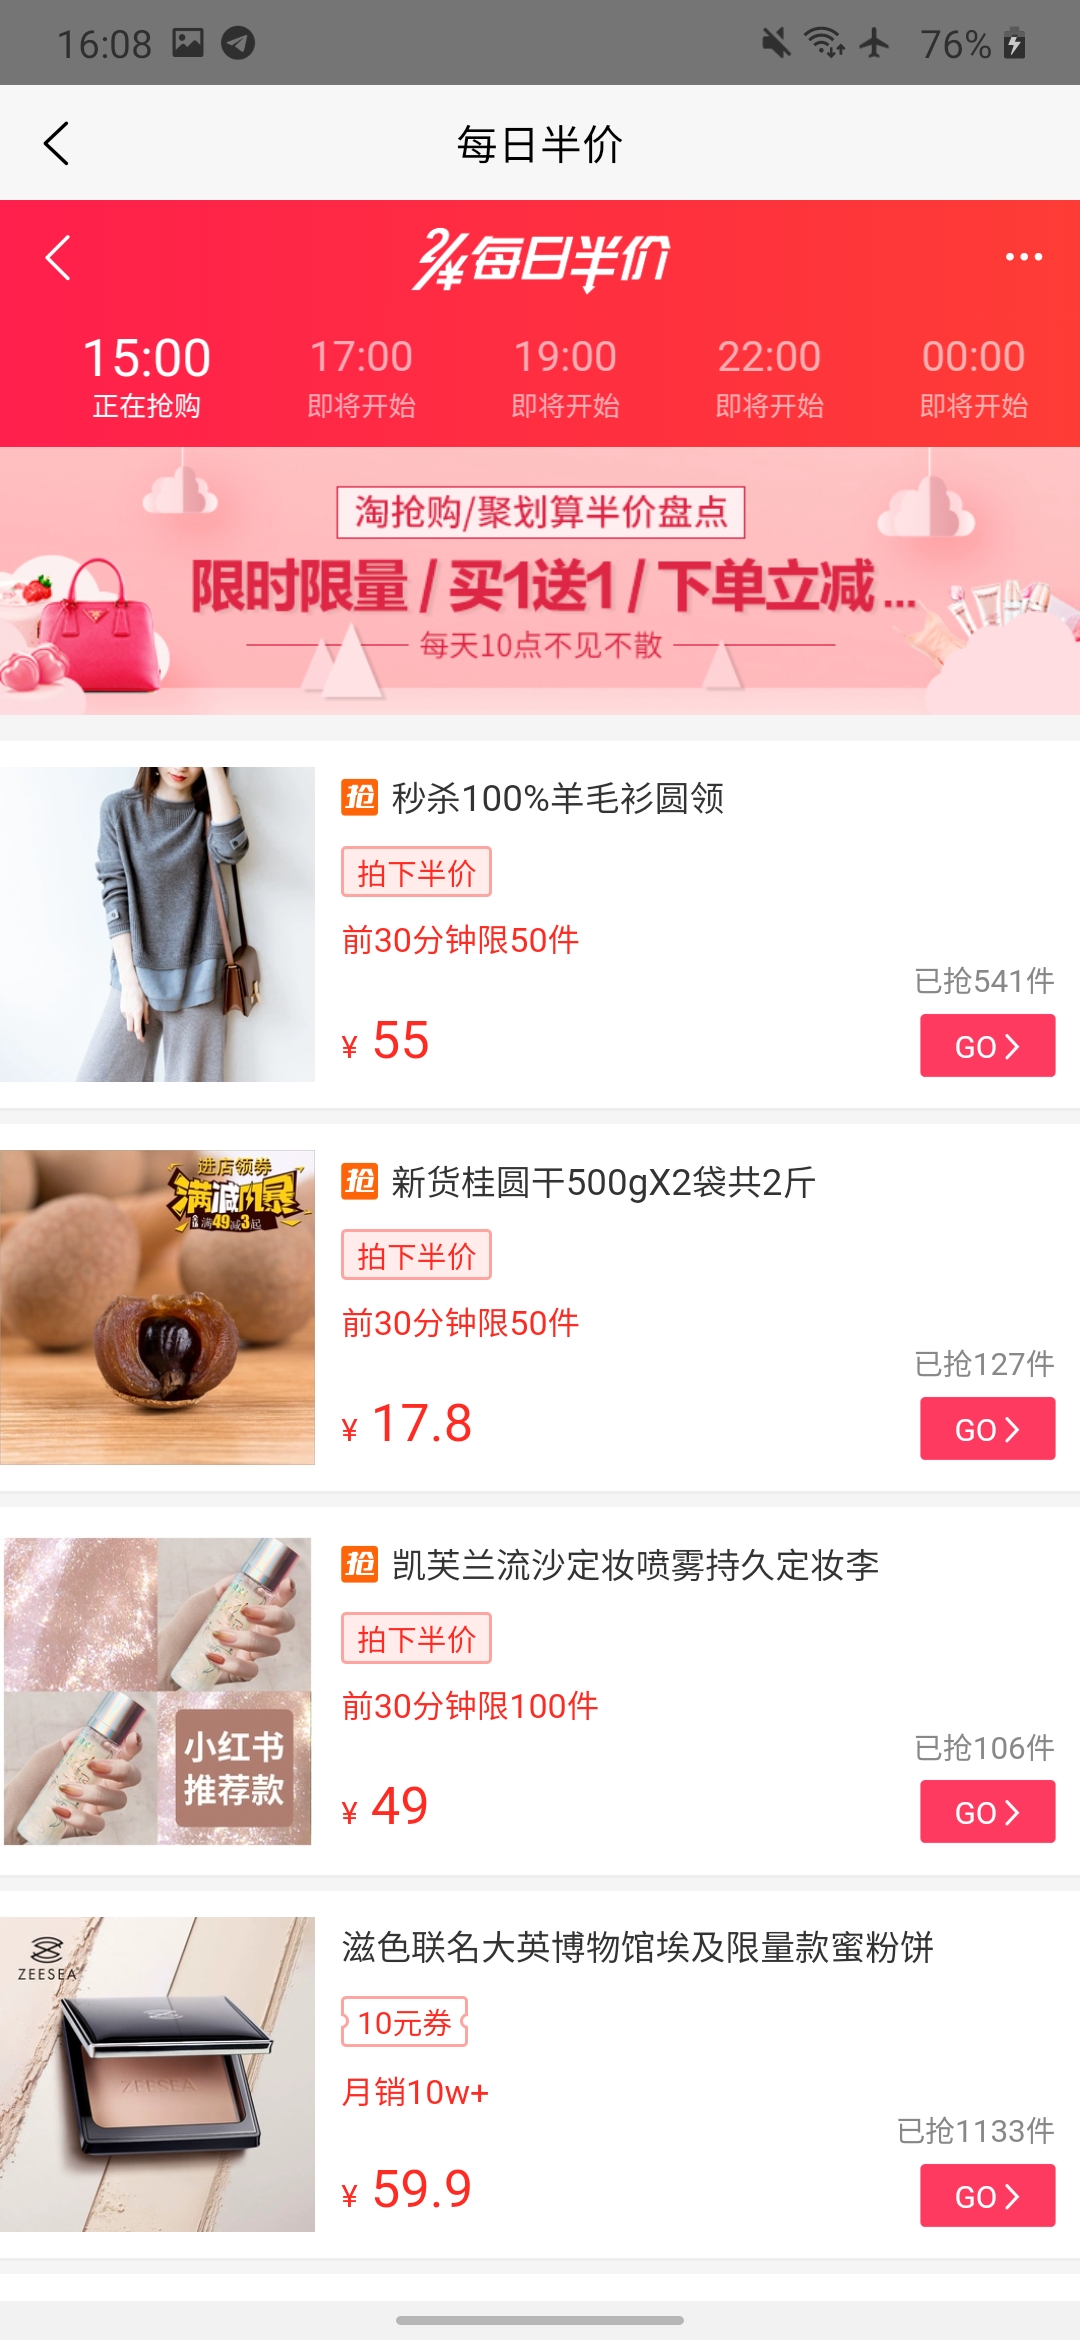 16:08
76%
每日半价
每日半价
15:00
正在抢购
17:00
即将开始
19:00
即将开始
22:00
即将开始
00:00
即将开始
淘抢购/聚划算半价盘点
限时限量/买1送1/下单立减...
每天10点不见不散
抢 秒杀100%羊毛衫圆领
拍下半价
前30分钟限50件
已抢541件
¥ 55
GO
进店领券
满减风暴
满49减3起
抢 新货桂圆干500gX2袋共2斤
拍下半价
前30分钟限50件
已抢127件
¥ 17.8
GO
小红书
推荐款
抢 凯芙兰流沙定妆喷雾持久定妆李
拍下半价
前30分钟限100件
已抢106件
¥ 49
GO
ZEESEA
ZEESEA
滋色联名大英博物馆埃及限量款蜜粉饼
10元券
月销10w+
已抢1133件
¥ 59.9
GO